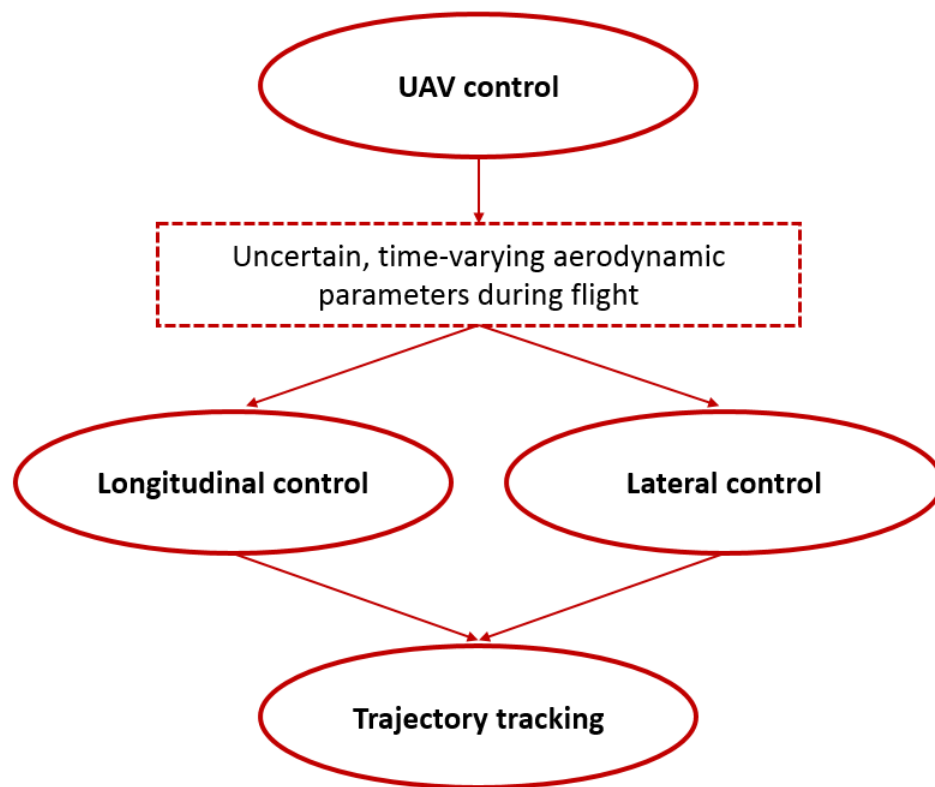 UAV control
Uncertain, time-varying aerodynamic
parameters during flight
Longitudinal control
Lateral control
Trajectory tracking